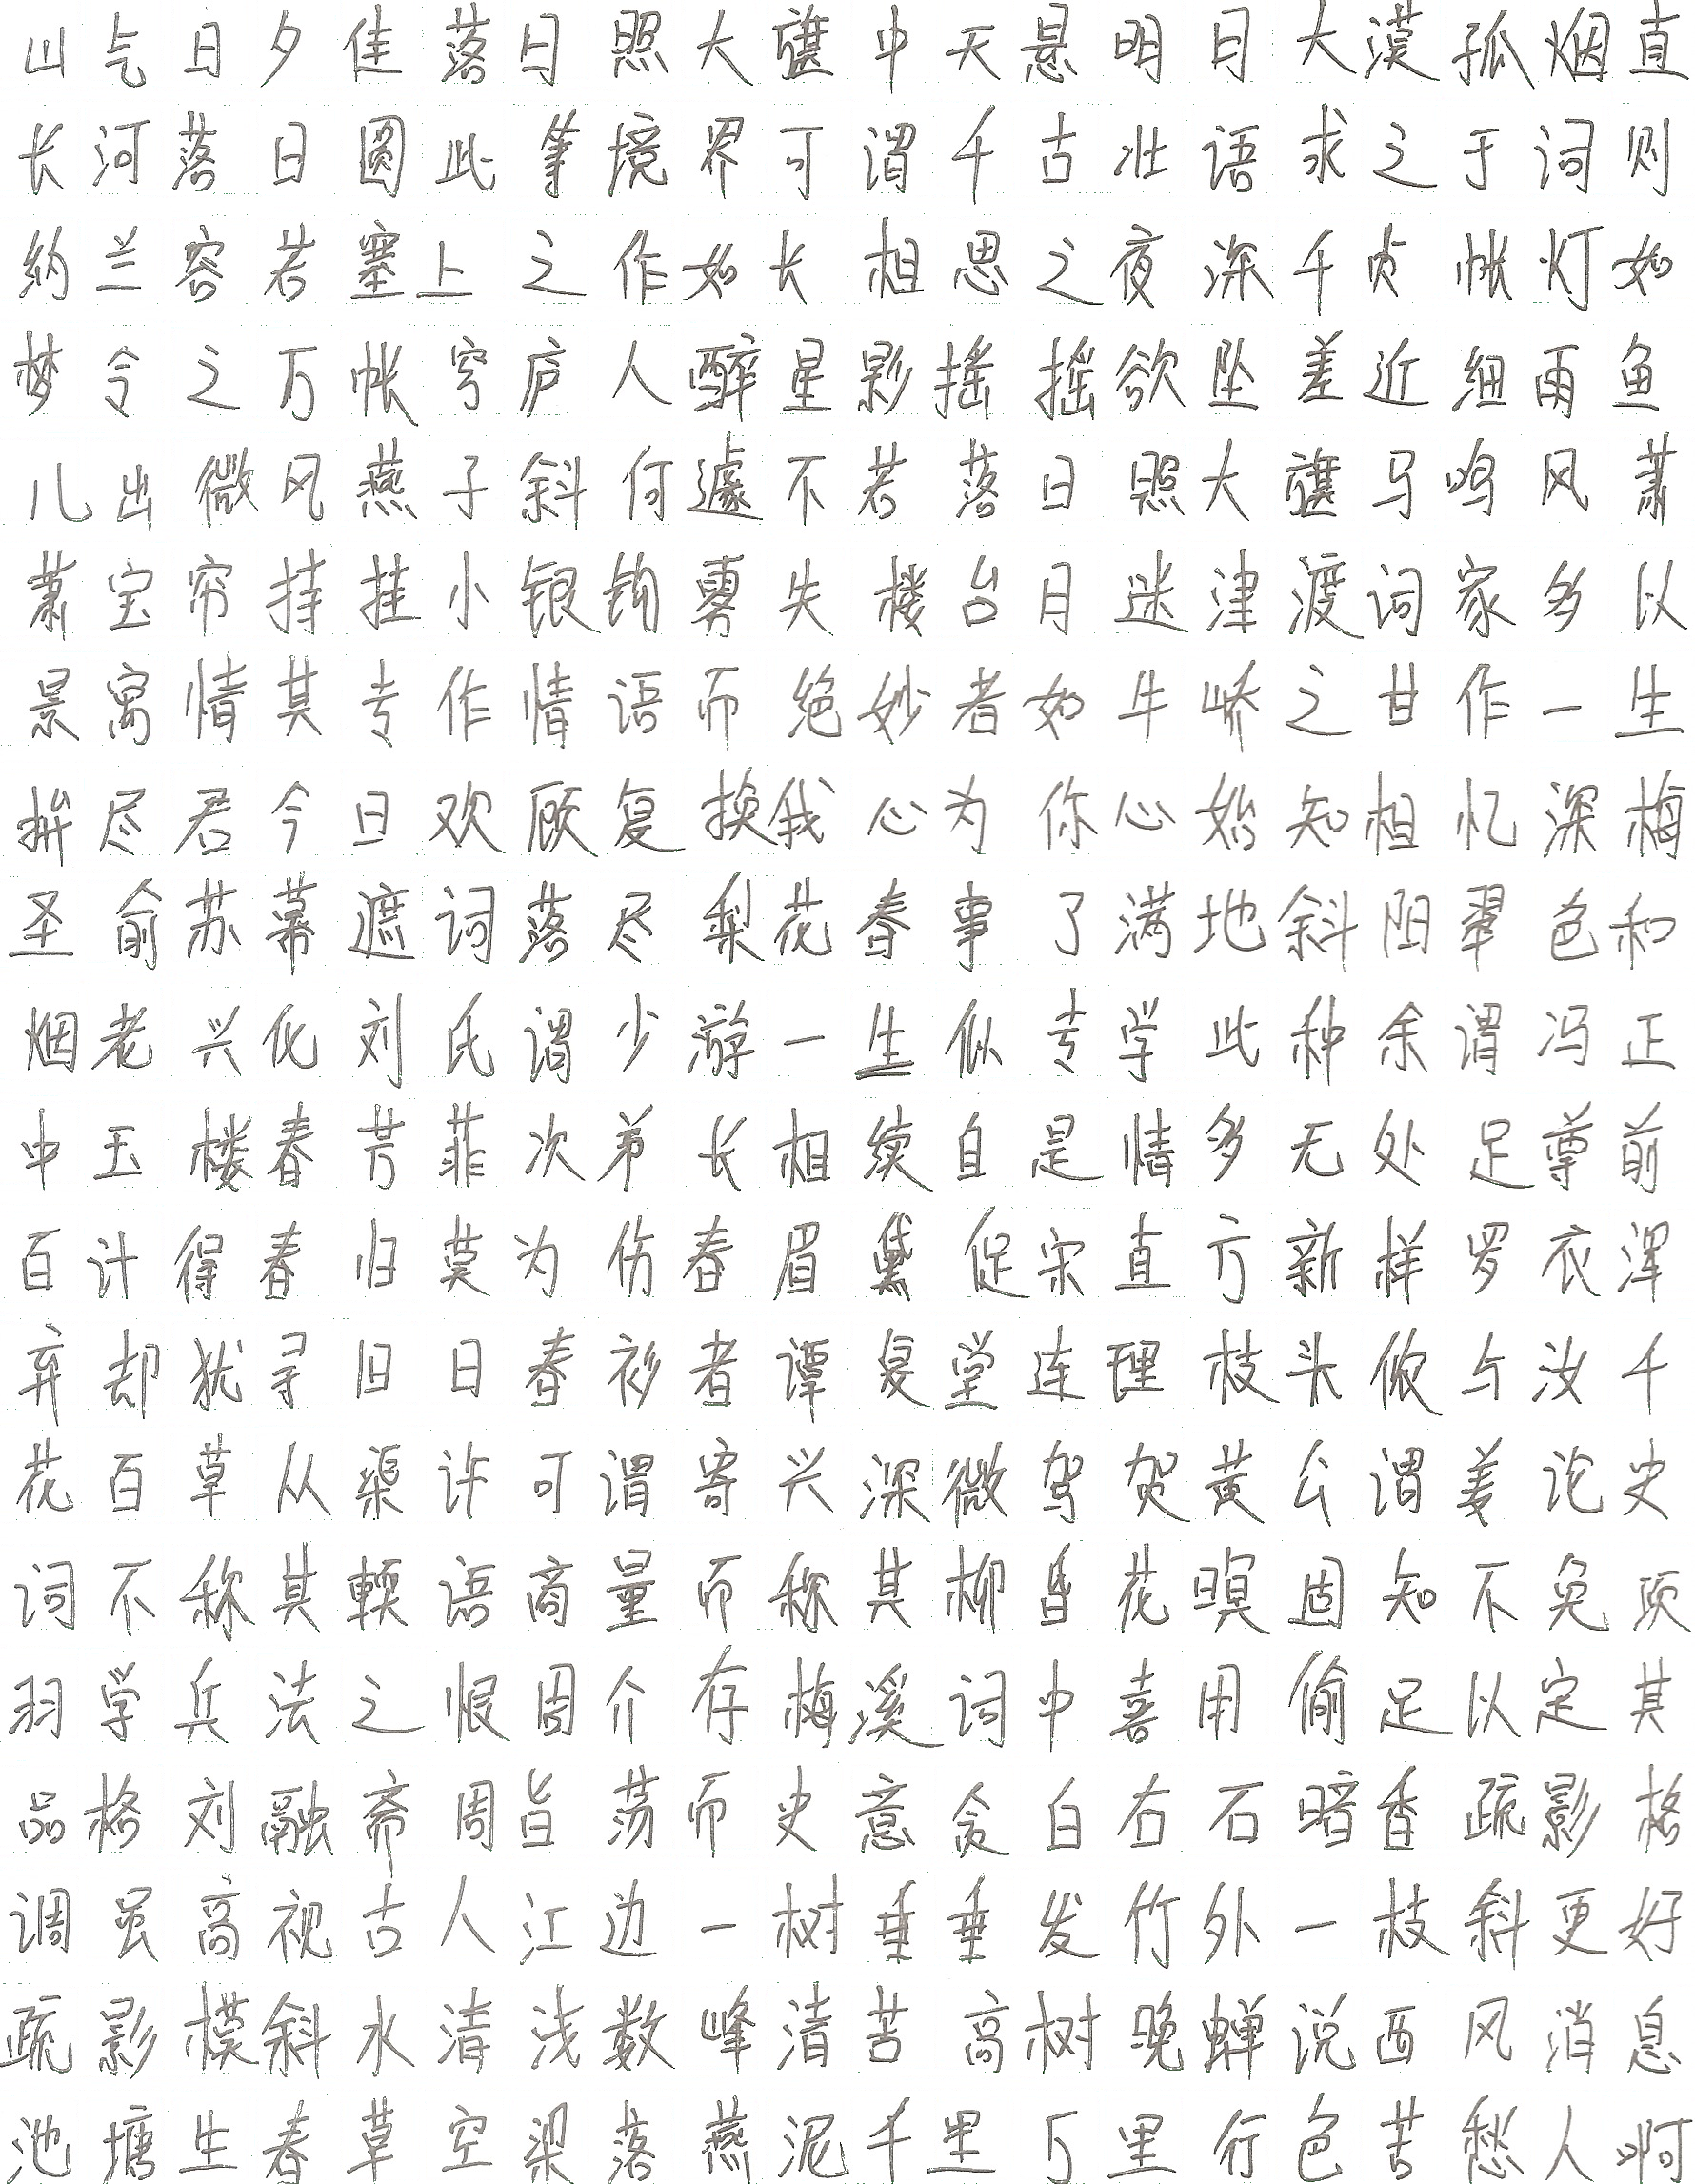 山气日夕佳落日照大旗中天悬明月大漠孤烟直
长河落日圆此等境界可谓千古壮语求之于词则
纳兰容若塞上之作如长相思之夜深千贞帐灯如
梦令之万帐穹庐人醉星影摇摇欲坠差近细雨鱼
儿出微风燕子斜何遽不若落日照大旗马鸣风萧
萧宝帘持挂小银钩雾失楼台月迷津渡词家多以
景寓情其专作情语而绝妙者如牛峤之甘作一生
拚尽君今日欢顾复换我心为你心始知相忆深梅
圣俞苏幕遮词落尽梨花春事了满地斜阳翠色和
烟老兴化刘氏谓少游一生似专学此种余谓冯正
中玉楼春芳菲次弟长相续自是情多无处足尊前
百计得春归莫为伤春眉黛促宋直方新样罗衣浑
弃却犹寻旧日春衫者谭复堂连理枝头侬与汝千
花百草从渠许可谓寄兴深微驾贺黄公谓姜论史
词不称其輭语商量而称其柳昏花暝固知不免项
羽学兵法之恨周介存梅溪词中喜用偷足以定其
品格刘融斋周旨荡而史意贪白右石暗香疏影格
调虽高视古人江边一树垂垂发竹外一枝斜更好
疏影横斜水清浅数峰清苦高树晚蝉说西风消息
池塘生春草空梁落燕泥千里万里行色苦愁人啊